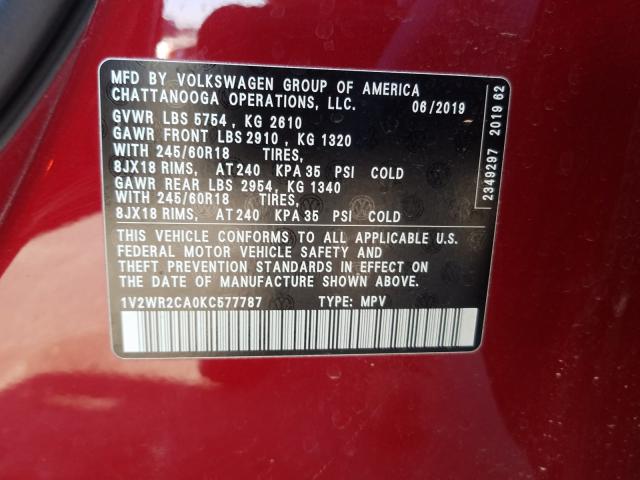 MFD BY VOLKSWAGEN GROUP OF AMERICA
CHATTANOOGA OPERATIONS, LLC. 06/2019
GVWR LBS 5754 , KG 2610
GAWR FRONT LBS 2910 , KG 1320
WITH 245/60R18 TIRES,
8JX18 RIMS, AT 240 KPA 35 PSI COLD
GAWR REAR LBS 2954, KG 1340
WITH 245/60R18 TIRES,
8JX18 RIMS, AT 240 KPA 35 PSI COLD
THIS VEHICLE CONFORMS TO ALL APPLICABLE U.S.
FEDERAL MOTOR VEHICLE SAFETY AND
THEFT PREVENTION STANDARDS IN EFFECT ON
THE DATE OF MANUFACTURE SHOWN ABOVE.
1V2WR2CA0KC577787 TYPE: MPV
2349297 2019 62